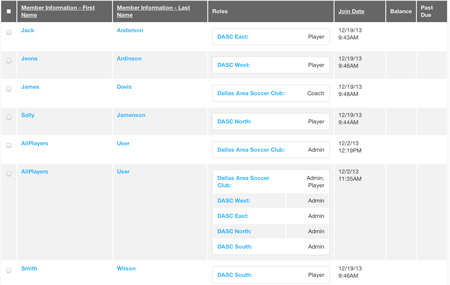 Member Information - First Name Member Information - Last Name Roles Join Date Balance Past Due
Jack Anderson DASC East: Player 12/19/13 9:43AM
Jenna Ardinson DASC West: Player 12/19/13 9:46AM
James Davis Dallas Area Soccer Club: Coach 12/19/13 9:48AM
Sally Jamenson DASC North: Player 12/19/13 9:44AM
AllPlayers User Dallas Area Soccer Club: Admin 12/2/13 12:19PM
AllPlayers User Dallas Area Soccer Club: Admin, Player 12/2/13 11:35AM
DASC West: Admin
DASC East: Admin
DASC North: Admin
DASC South: Admin
Smith Wilson DASC South: Player 12/19/13 9:46AM